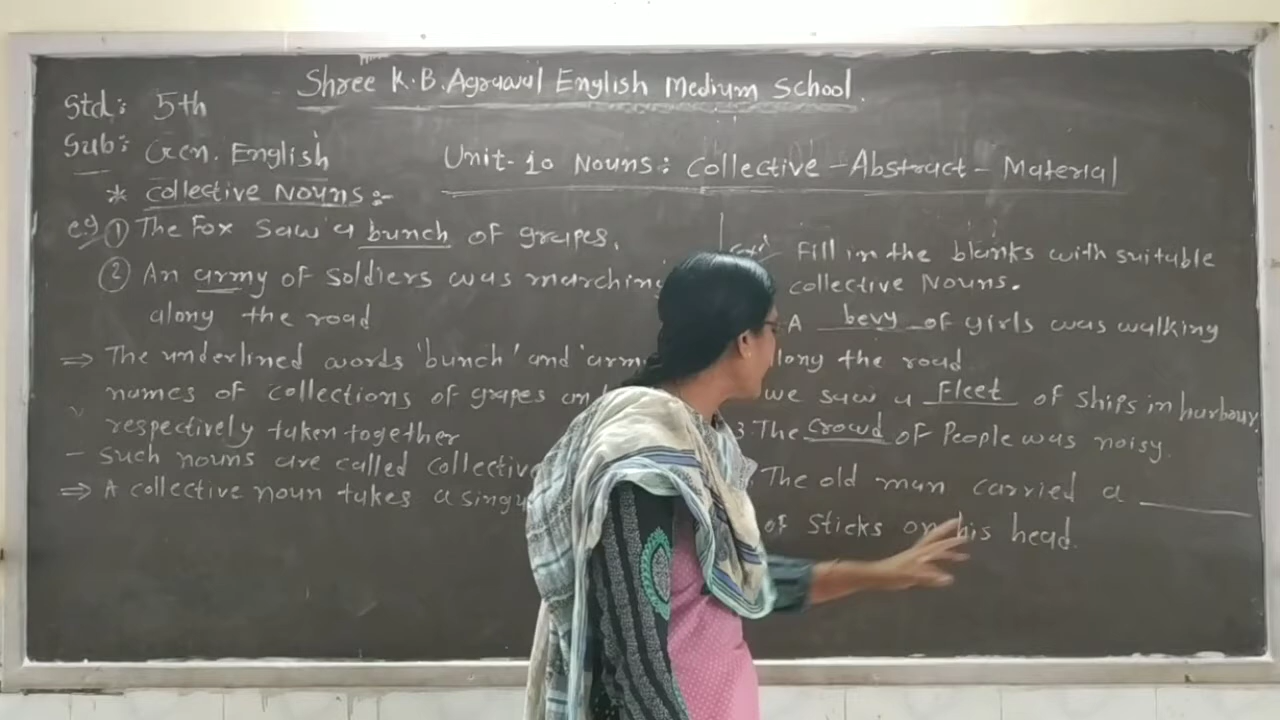 Shree K.B. Agrawal English Medium School.
Std: 5th
Sub: Gen. English
Unit-10 Nouns: Collective - Abstract - Material
* Collective Nouns:-
eg ① The Fox saw a bunch of grapes.
② An army of soldiers was marching
along the road
⇒ The underlined words 'bunch' and 'arm
names of collections of grapes an
respectively taken together
- such nouns are called collective
⇒ A collective noun takes a singu
Fill in the blanks with suitable
collective Nouns.
A bevy of girls was walking
long the road
we saw a Fleet of ships in harbour
3. The crowd of People was noisy.
The old man carried a ______
of sticks on his head.